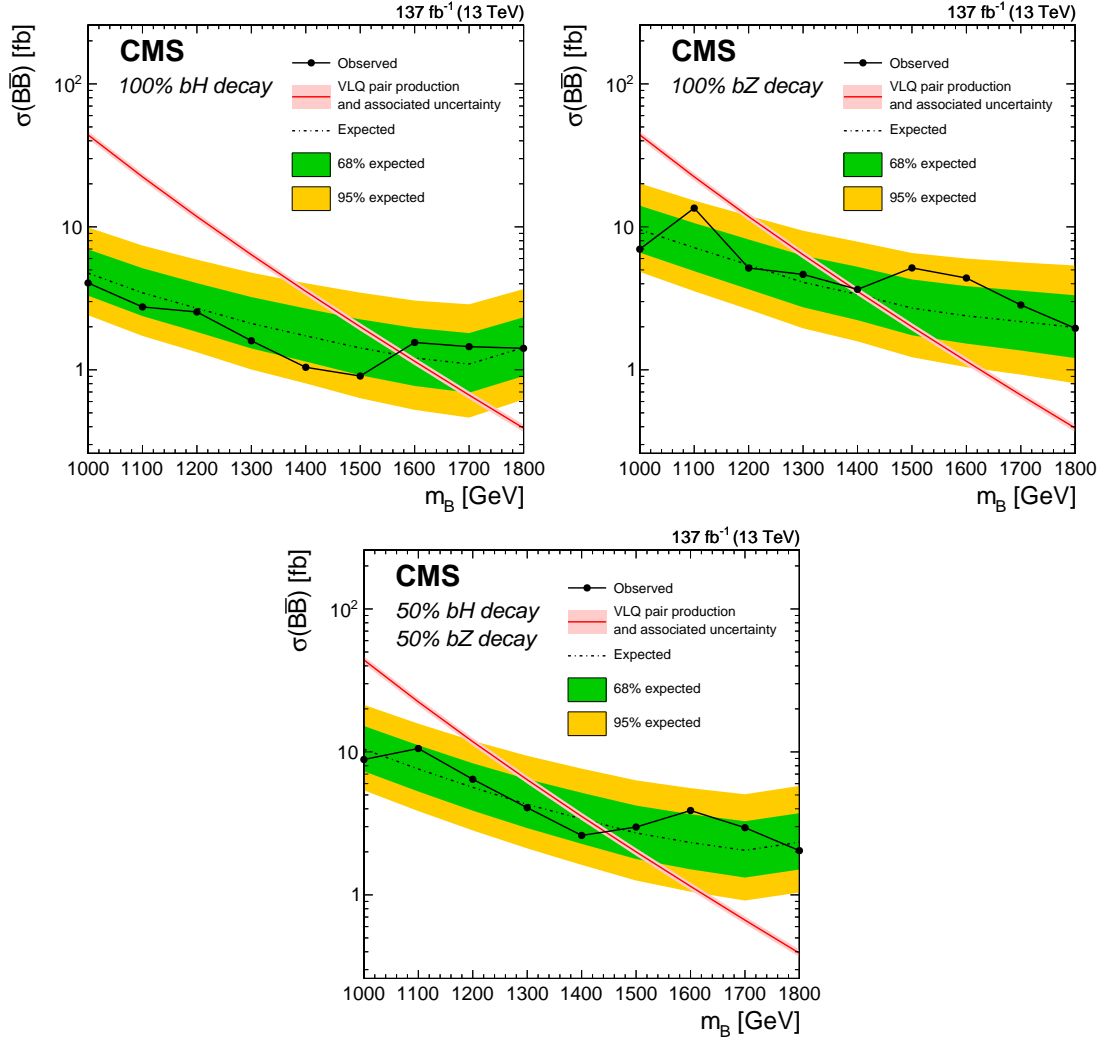 137 fb⁻¹ (13 TeV)
CMS
100% bH decay
Observed
VLQ pair production
and associated uncertainty
Expected
68% expected
95% expected
σ(BB̅) [fb]
10²
10
1
1000 1100 1200 1300 1400 1500 1600 1700 1800
m_B [GeV]
137 fb⁻¹ (13 TeV)
CMS
100% bZ decay
Observed
VLQ pair production
and associated uncertainty
Expected
68% expected
95% expected
σ(BB̅) [fb]
10²
10
1
1000 1100 1200 1300 1400 1500 1600 1700 1800
m_B [GeV]
137 fb⁻¹ (13 TeV)
CMS
50% bH decay
50% bZ decay
Observed
VLQ pair production
and associated uncertainty
Expected
68% expected
95% expected
σ(BB̅) [fb]
10²
10
1
1000 1100 1200 1300 1400 1500 1600 1700 1800
m_B [GeV]